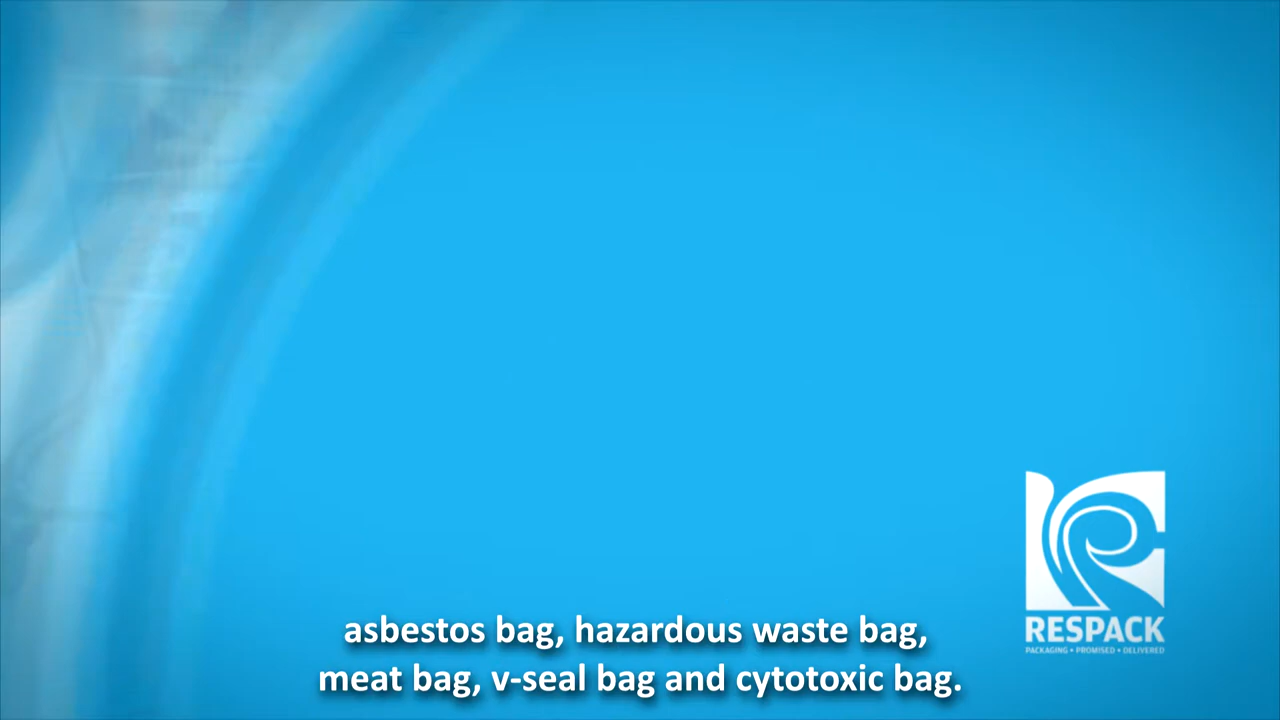 RESPACK
PACKAGING • PROMISED • DELIVERED
asbestos bag, hazardous waste bag,
meat bag, v-seal bag and cytotoxic bag.